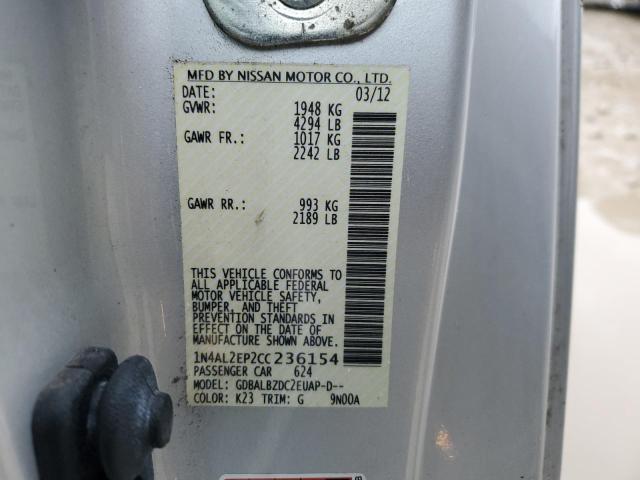 MFD BY NISSAN MOTOR CO., LTD.
DATE: 03/12
GVWR: 1948 KG
4294 LB
GAWR FR.: 1017 KG
2242 LB
GAWR RR.: 993 KG
2189 LB
THIS VEHICLE CONFORMS TO
ALL APPLICABLE FEDERAL
MOTOR VEHICLE SAFETY,
BUMPER, AND THEFT
PREVENTION STANDARDS IN
EFFECT ON THE DATE OF
MANUFACTURE SHOWN ABOVE.
1N4AL2EP2CC236154
PASSENGER CAR 624
MODEL: GDBALBZDC2EUAP-D--
COLOR: K23 TRIM: G 9N00A